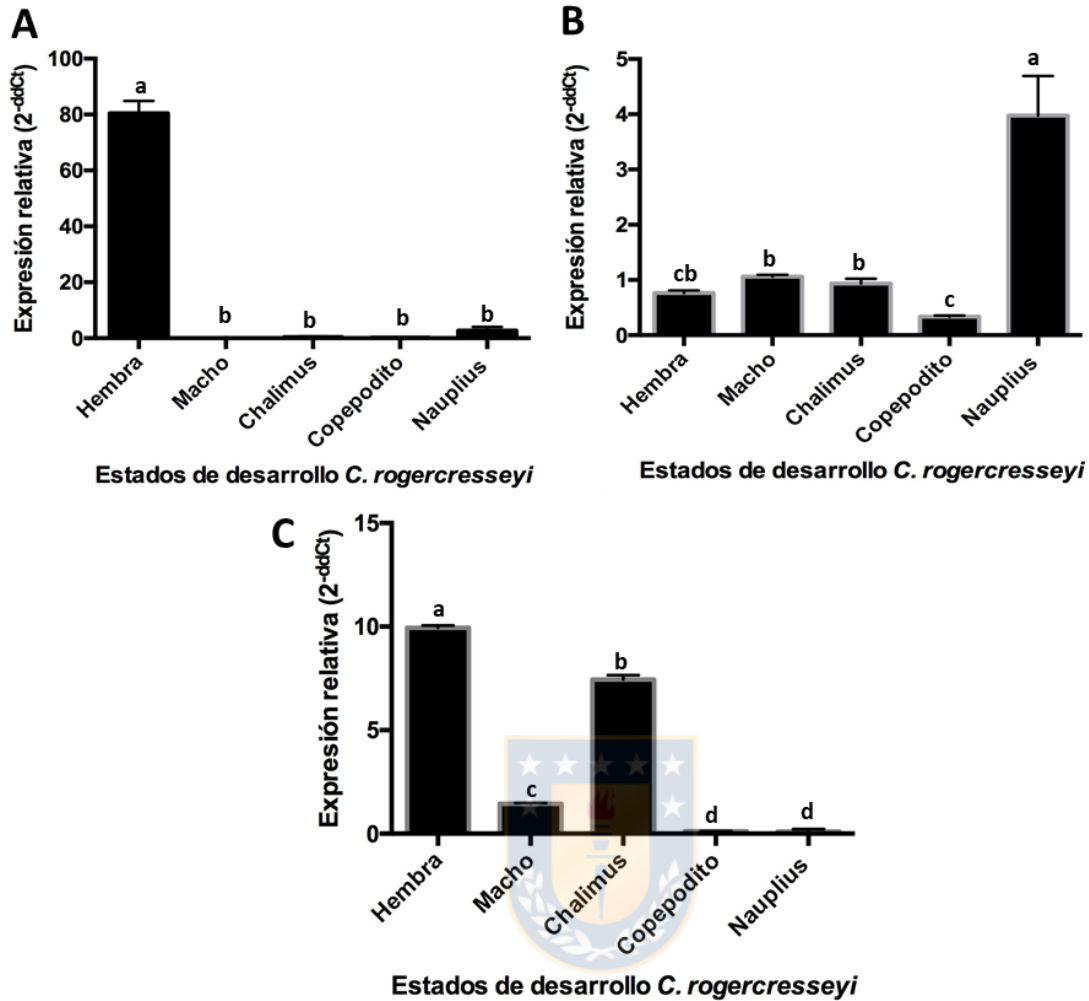 A
Expresión relativa (2-ddCt)
100
80
60
40
20
0
a
b
b
b
b
Hembra
Macho
Chalimus
Copepodito
Nauplius
Estados de desarrollo C. rogercresseyi
B
Expresión relativa (2-ddCt)
5
4
3
2
1
0
cb
b
b
c
a
Hembra
Macho
Chalimus
Copepodito
Nauplius
Estados de desarrollo C. rogercresseyi
C
Expresión relativa (2-ddCt)
15
10
5
0
a
c
b
d
d
Hembra
Macho
Chalimus
Copepodito
Nauplius
Estados de desarrollo C. rogercresseyi